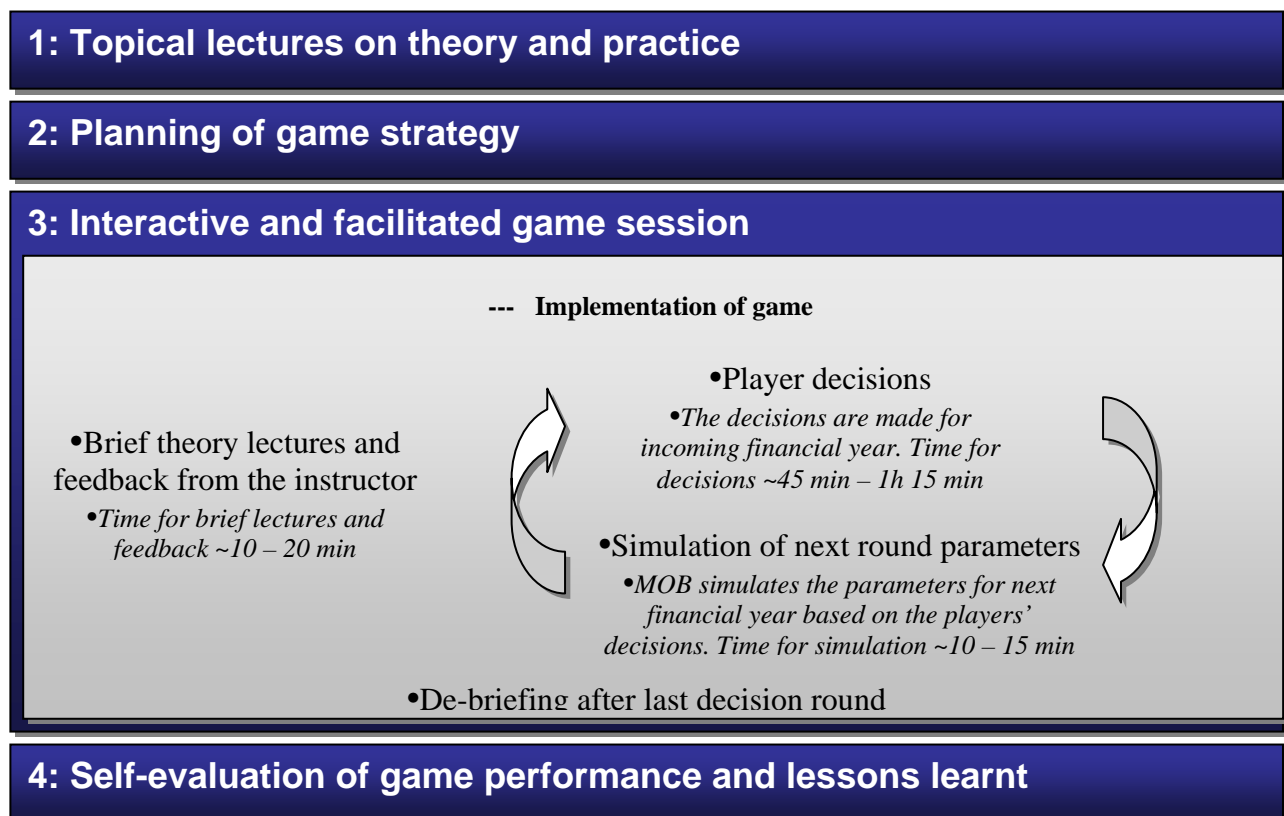 1: Topical lectures on theory and practice
2: Planning of game strategy
3: Interactive and facilitated game session
--- Implementation of game
•Brief theory lectures and
feedback from the instructor
•Time for brief lectures and
feedback ~10 – 20 min
•Player decisions
•The decisions are made for
incoming financial year. Time for
decisions ~45 min – 1h 15 min
•Simulation of next round parameters
•MOB simulates the parameters for next
financial year based on the players’
decisions. Time for simulation ~10 – 15 min
•De-briefing after last decision round
4: Self-evaluation of game performance and lessons learnt